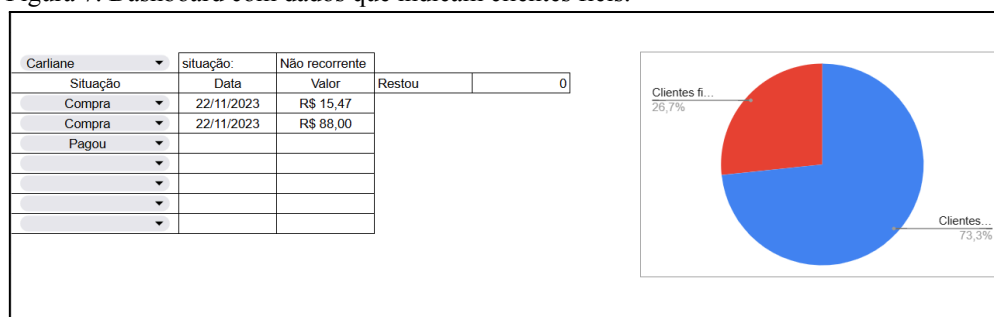 Figura 7: Dashboard com dados que indicam clientes fiéis.
Carliane situação: Não recorrente
Situação Data Valor Restou 0
Compra 22/11/2023 R$ 15,47
Compra 22/11/2023 R$ 88,00
Pagou
Clientes fi...
26,7%
Clientes...
73,3%